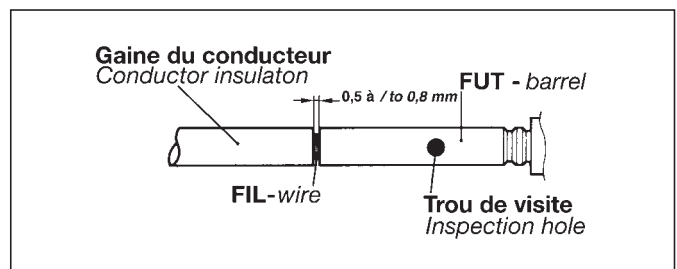 Gaine du conducteur
Conductor insulaton
0,5 à / to 0,8 mm
FUT - barrel
FIL-wire
Trou de visite
Inspection hole